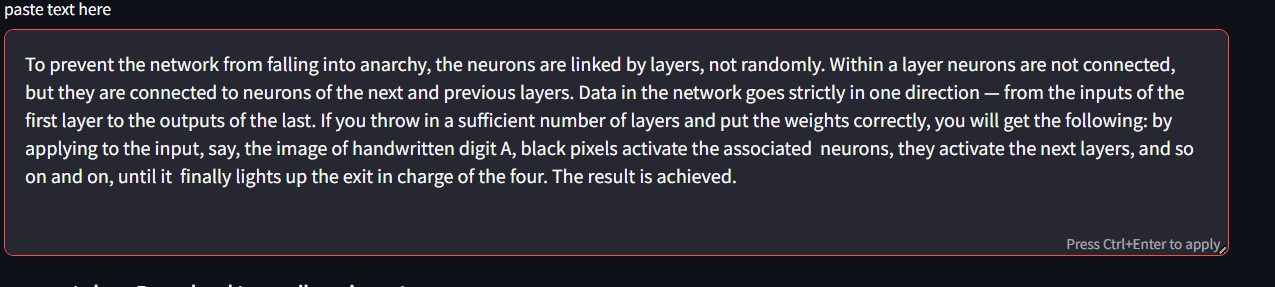 paste text here
To prevent the network from falling into anarchy, the neurons are linked by layers, not randomly. Within a layer neurons are not connected,
but they are connected to neurons of the next and previous layers. Data in the network goes strictly in one direction — from the inputs of the
first layer to the outputs of the last. If you throw in a sufficient number of layers and put the weights correctly, you will get the following: by
applying to the input, say, the image of handwritten digit A, black pixels activate the associated  neurons, they activate the next layers, and so
on and on, until it  finally lights up the exit in charge of the four. The result is achieved.
Press Ctrl+Enter to apply